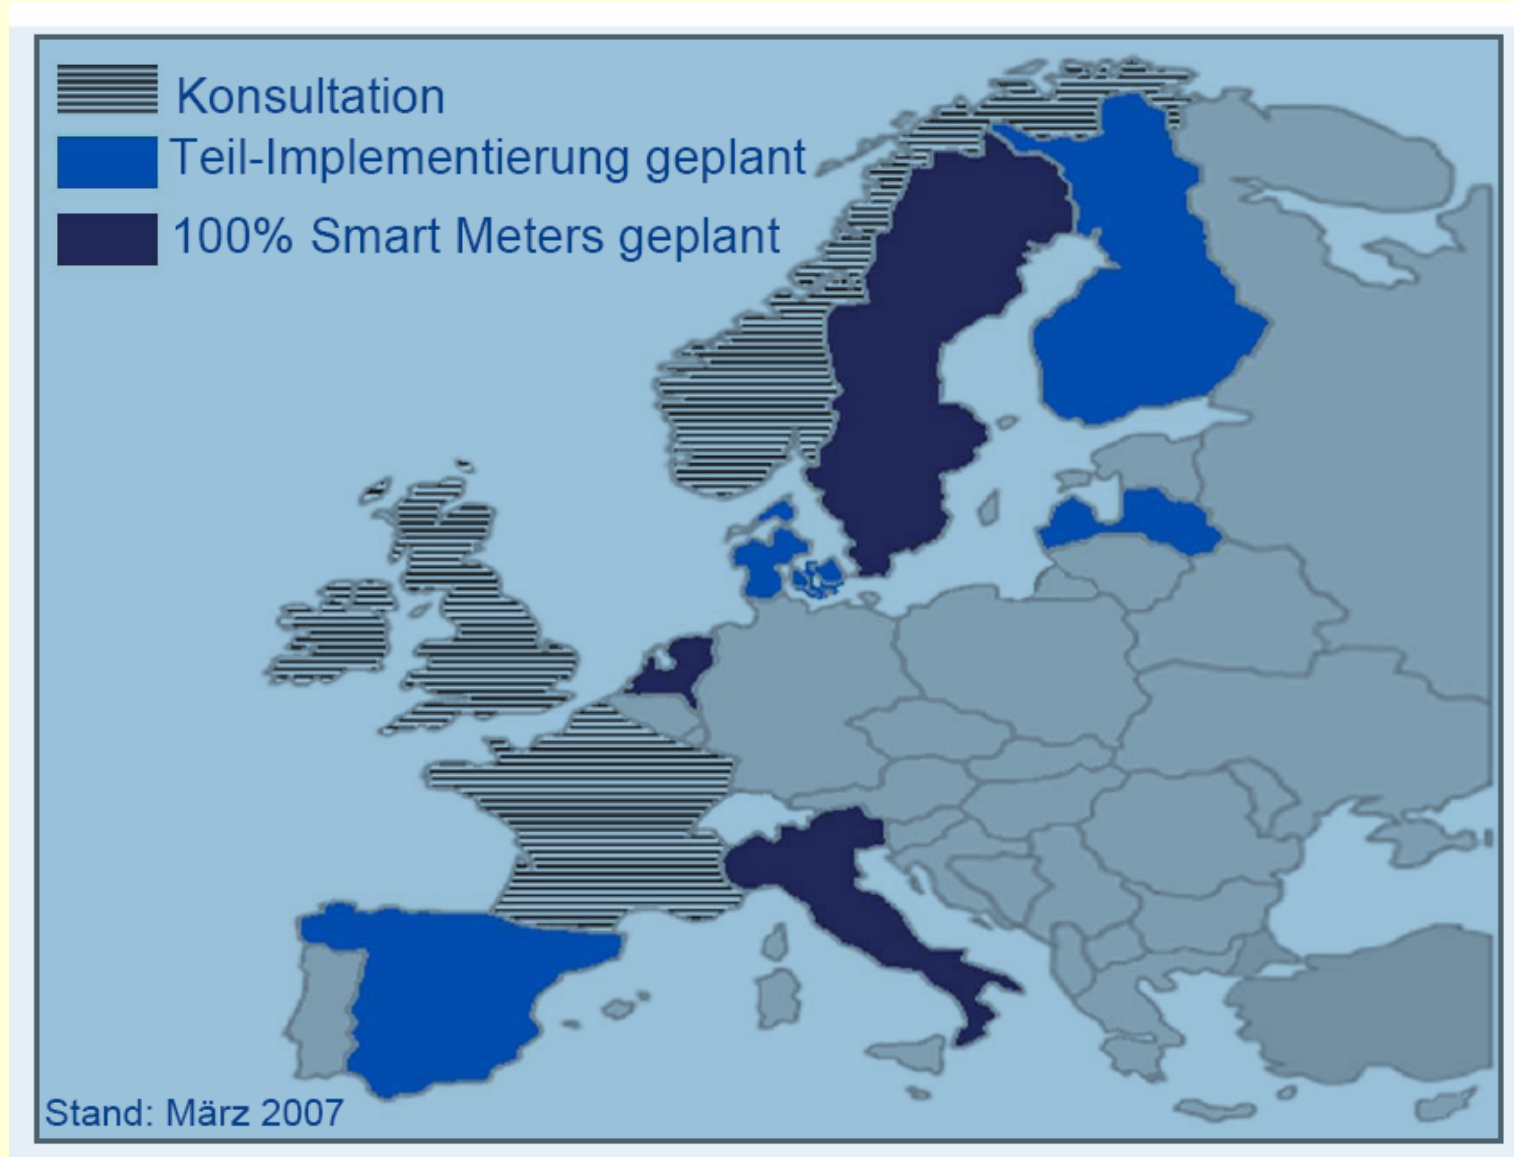 Konsultation
Teil-Implementierung geplant
100% Smart Meters geplant
Stand: März 2007